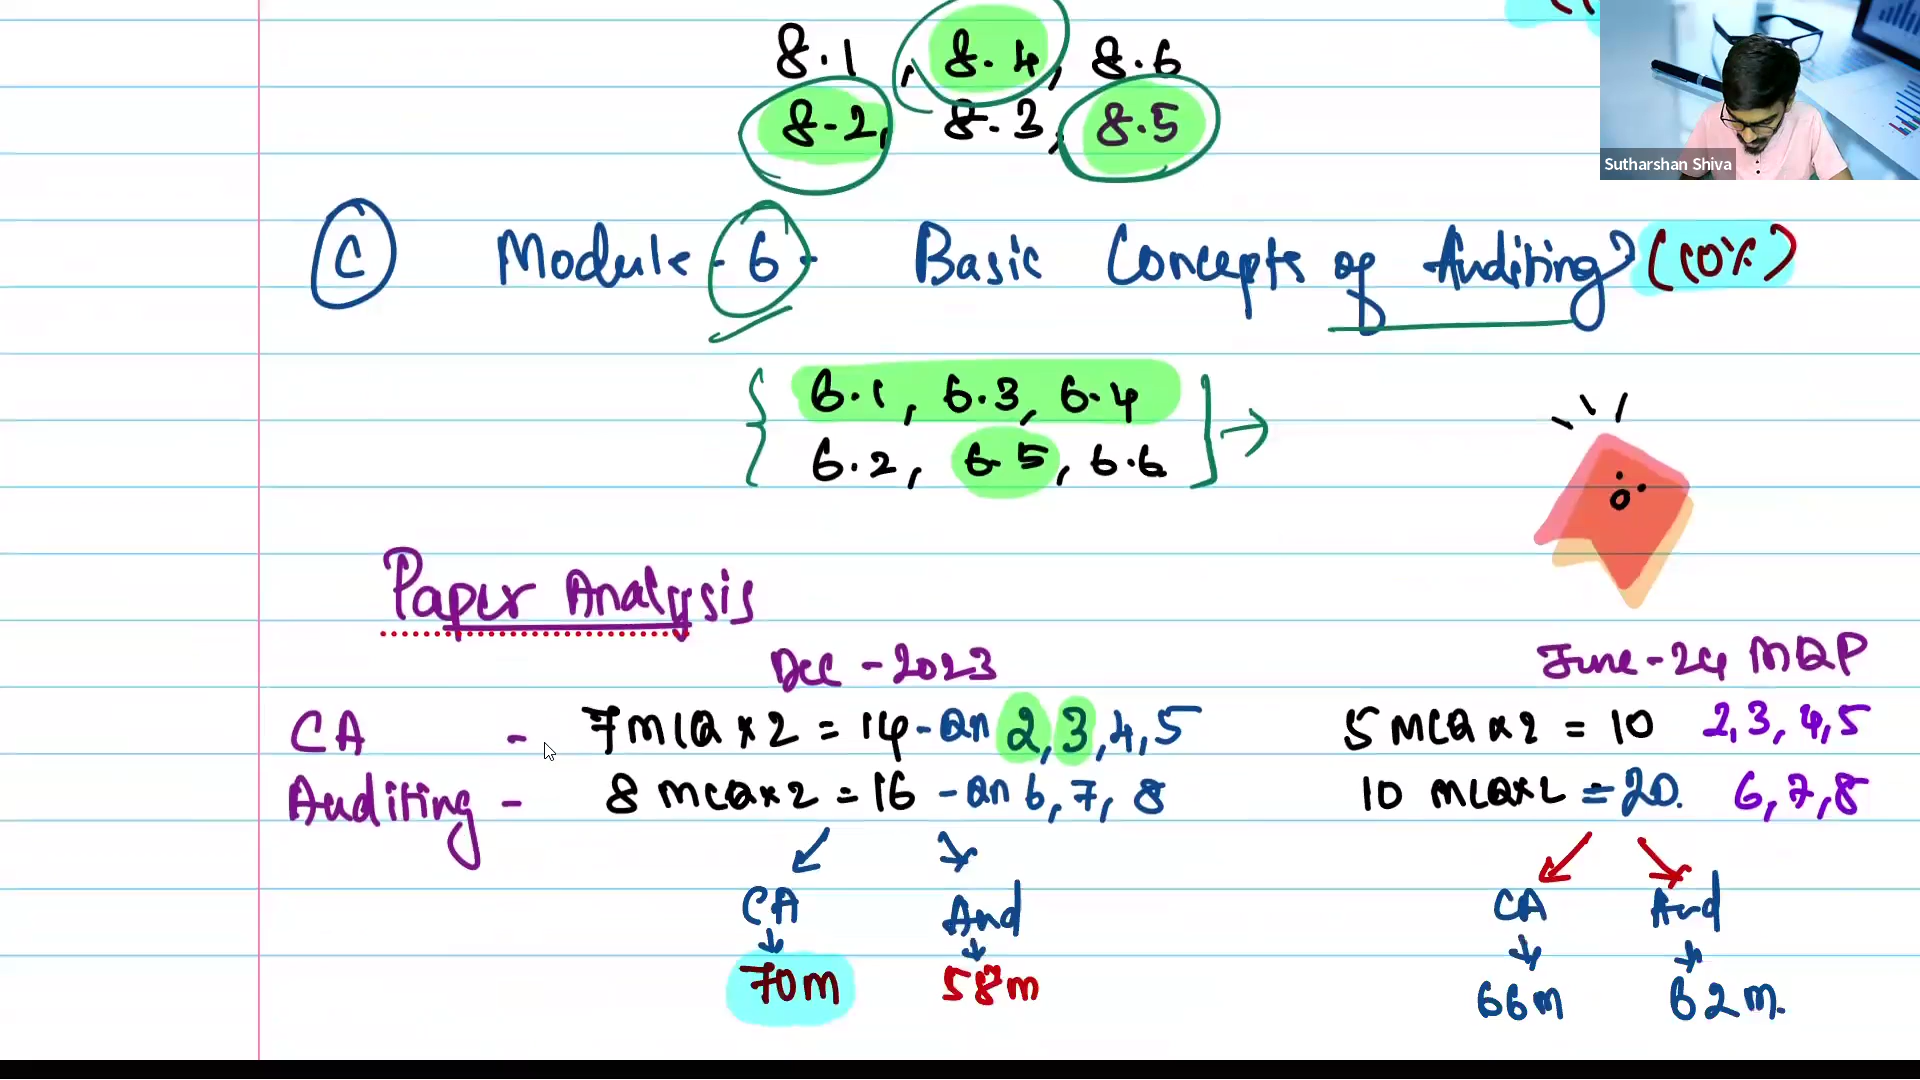 8.1, 8.4, 8.6
8.2, 8.3, 8.5
Sutharshan Shiva
C Module - 6 - Basic Concepts of Auditing (10%)
6.1, 6.3, 6.4
6.2, 6.5, 6.6
Paper Analysis
Dec - 2023 June-24 MQP
CA - 7 MCQ x 2 = 14 - Qn 2, 3, 4, 5 5 MCQ x 2 = 10 2,3, 4,5
Auditing - 8 MCQ x 2 = 16 - Qn 6, 7, 8 10 MCQ x 2 = 20. 6,7,8
CA Aud CA Aud
70m 58m 66m 62m.